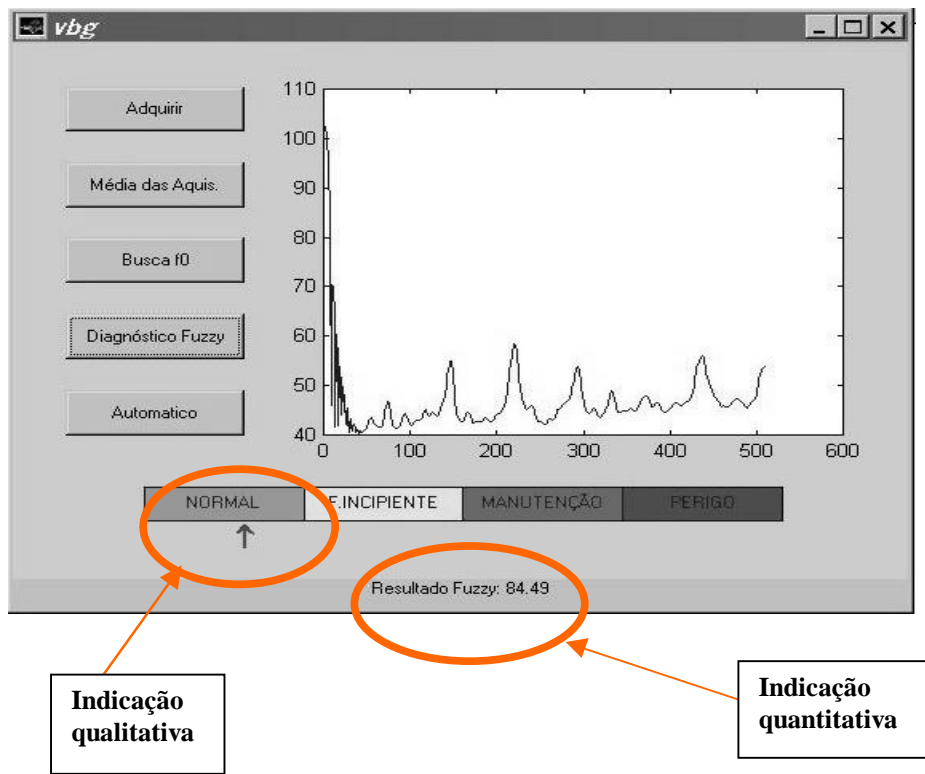 vbg
Adquirir
Média das Aquis.
Busca f0
Diagnóstico Fuzzy
Automatico
110
100
90
80
70
60
50
40
0 100 200 300 400 500 600
NORMAL F.INCIPIENTE MANUTENÇÃO PERIGO
Resultado Fuzzy: 84.49
Indicação
qualitativa
Indicação
quantitativa